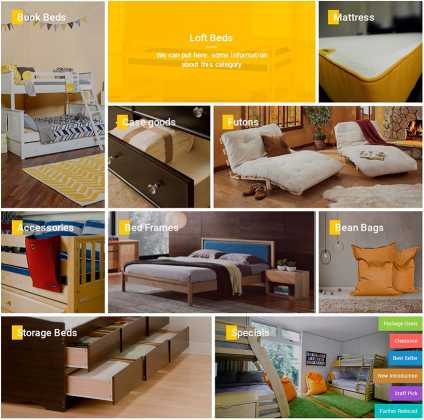 Bunk Beds
Loft Beds
We can put here, some information
about this category
Mattress
Case goods
Futons
Accessories
Bed Frames
Bean Bags
Storage Beds
Specials
Package Deals
Clearance
Best Seller
New Introduction
Staff Pick
Further Reduced